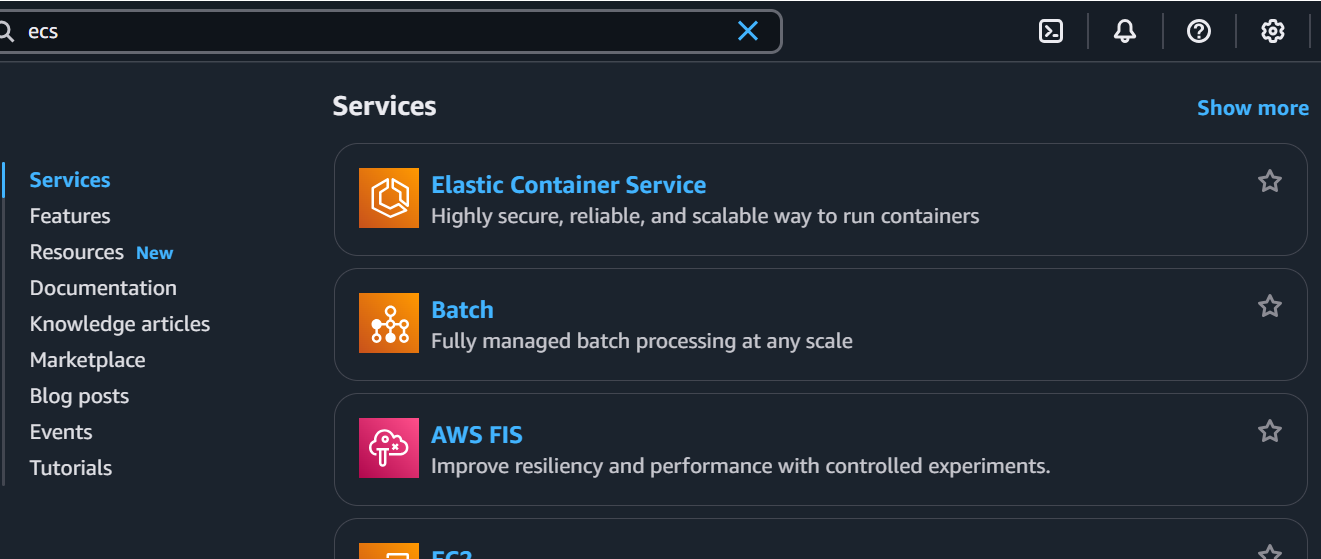 ecs
Services
Show more
Services
Features
Resources New
Documentation
Knowledge articles
Marketplace
Blog posts
Events
Tutorials
Elastic Container Service
Highly secure, reliable, and scalable way to run containers
Batch
Fully managed batch processing at any scale
AWS FIS
Improve resiliency and performance with controlled experiments.
EC2